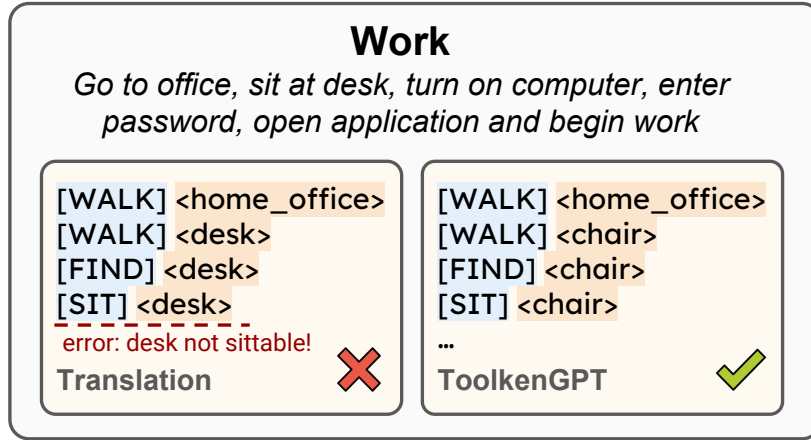 Work
Go to office, sit at desk, turn on computer, enter
password, open application and begin work
[WALK] <home_office>
[WALK] <desk>
[FIND] <desk>
[SIT] <desk>
error: desk not sittable!
Translation
[WALK] <home_office>
[WALK] <chair>
[FIND] <chair>
[SIT] <chair>
...
ToolkenGPT